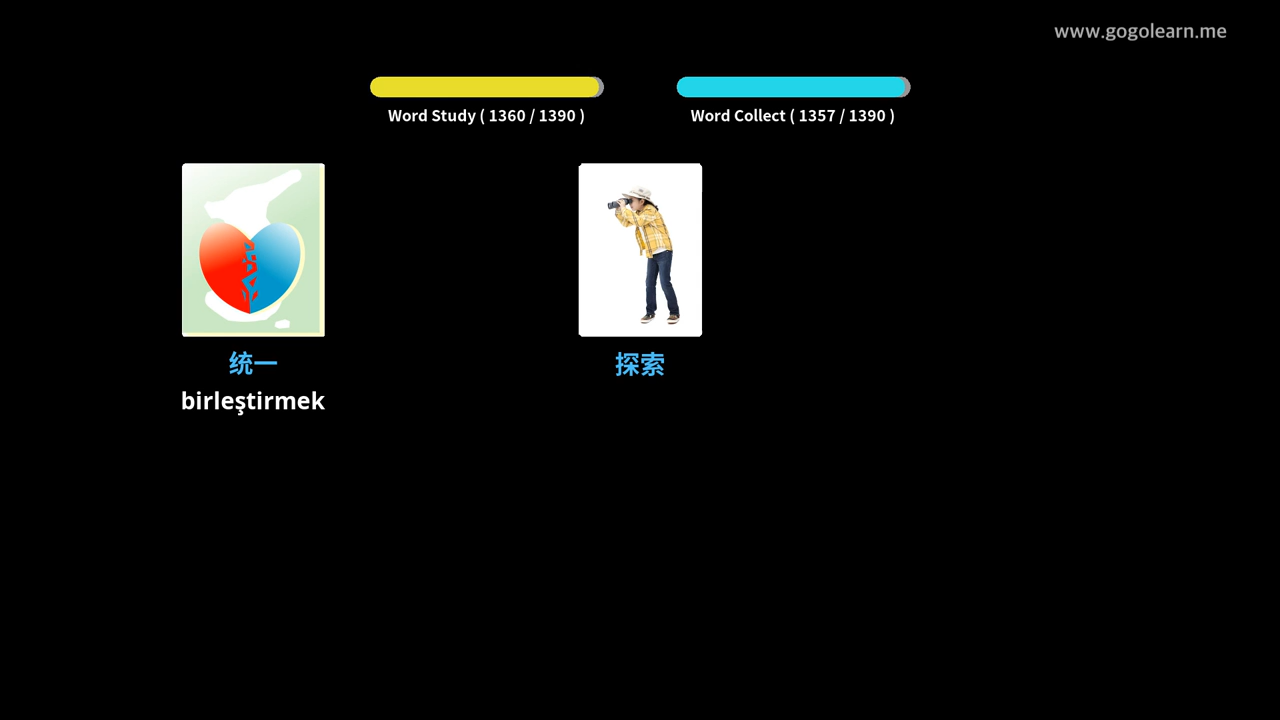 www.gogolearn.me
Word Study ( 1360 / 1390 )
Word Collect ( 1357 / 1390 )
统一
birleştirmek
探索